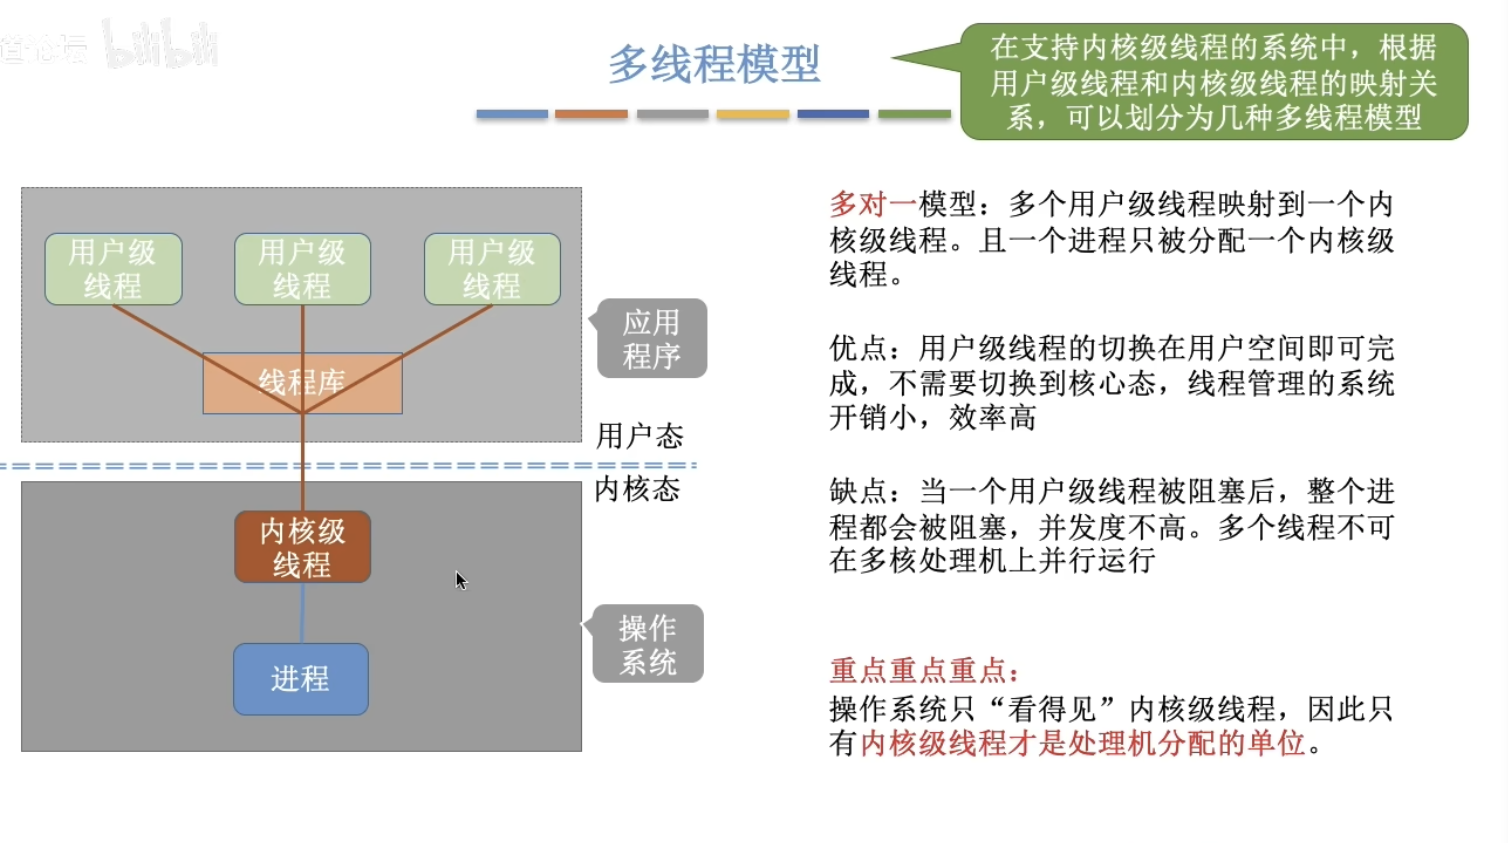 道论坛 bilibili
多线程模型
在支持内核级线程的系统中，根据
用户级线程和内核级线程的映射关
系，可以划分为几种多线程模型
用户级
线程
用户级
线程
用户级
线程
线程库
应用
程序
用户态
内核态
内核级
线程
进程
操作
系统
多对一模型：多个用户级线程映射到一个内
核级线程。且一个进程只被分配一个内核级
线程。
优点：用户级线程的切换在用户空间即可完
成，不需要切换到核心态，线程管理的系统
开销小，效率高
缺点：当一个用户级线程被阻塞后，整个进
程都会被阻塞，并发度不高。多个线程不可
在多核处理机上并行运行
重点重点重点：
操作系统只“看得见”内核级线程，因此只
有内核级线程才是处理机分配的单位。